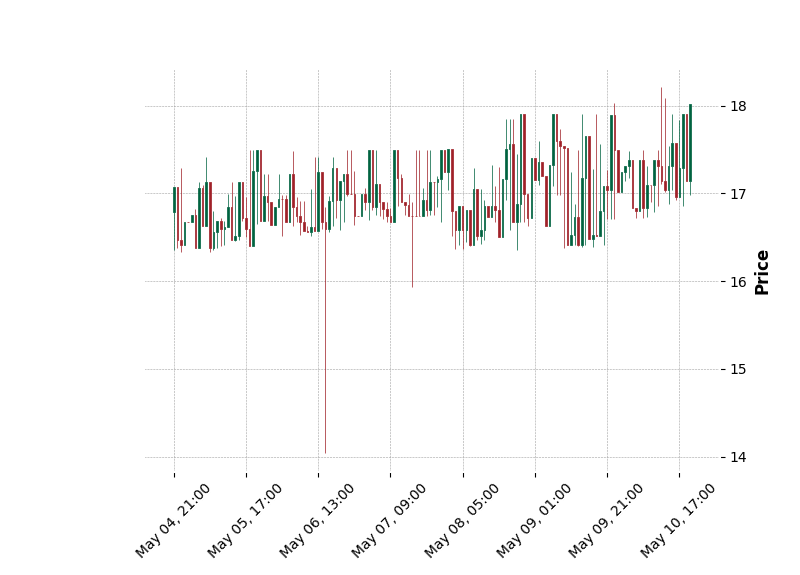 18
17
16
15
14
Price
May 04, 21:00
May 05, 17:00
May 06, 13:00
May 07, 09:00
May 08, 05:00
May 09, 01:00
May 09, 21:00
May 10, 17:00